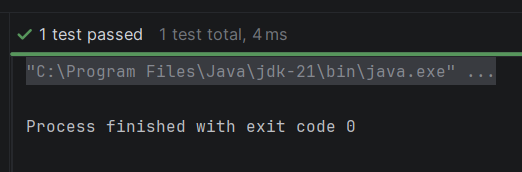 1 test passed 1 test total, 4 ms
"C:\Program Files\Java\jdk-21\bin\java.exe" ...
Process finished with exit code 0